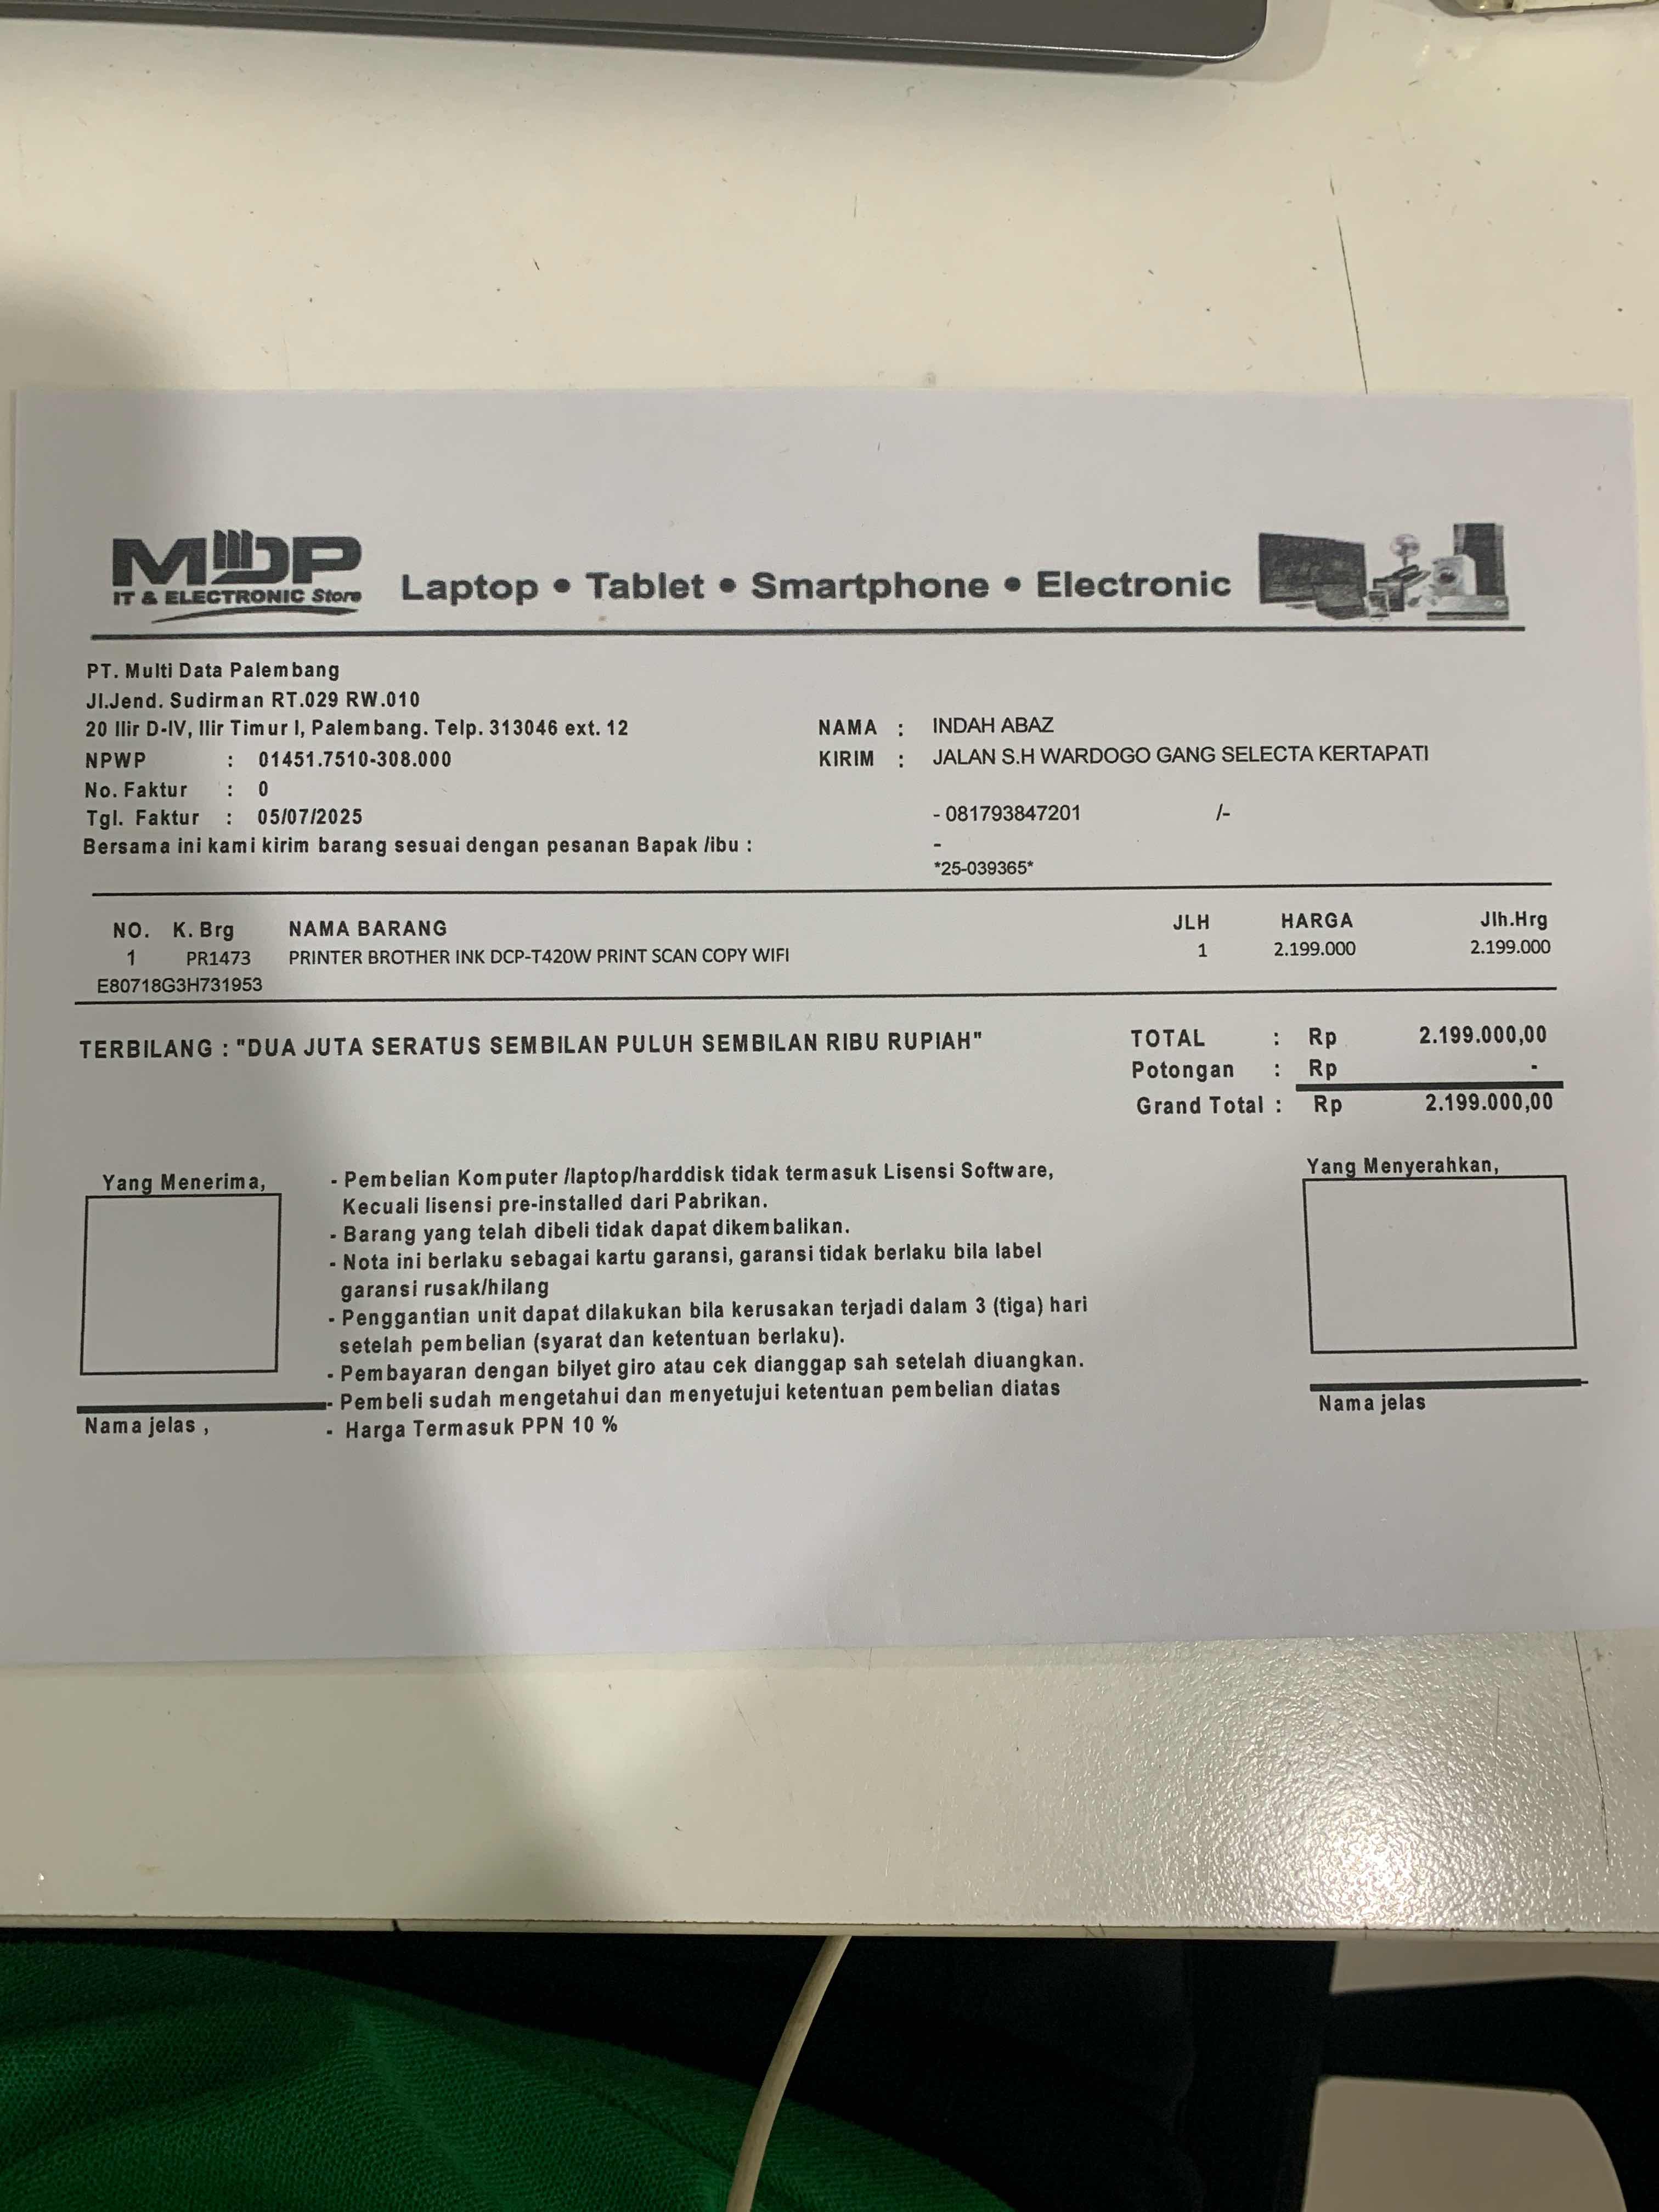 MDP
IT & ELECTRONIC Store
Laptop • Tablet • Smartphone • Electronic
PT. Multi Data Palembang
Jl.Jend. Sudirman RT.029 RW.010
20 Ilir D-IV, Ilir Timur I, Palembang. Telp. 313046 ext. 12
NPWP : 01451.7510-308.000
No. Faktur : 0
Tgl. Faktur : 05/07/2025
Bersama ini kami kirim barang sesuai dengan pesanan Bapak /ibu :
NAMA : INDAH ABAZ
KIRIM : JALAN S.H WARDOGO GANG SELECTA KERTAPATI
- 081793847201 /-
-
*25-039365*
NO. K. Brg NAMA BARANG JLH HARGA Jlh.Hrg
1 PR1473 PRINTER BROTHER INK DCP-T420W PRINT SCAN COPY WIFI 1 2.199.000 2.199.000
E80718G3H731953
TERBILANG : "DUA JUTA SERATUS SEMBILAN PULUH SEMBILAN RIBU RUPIAH"
TOTAL : Rp 2.199.000,00
Potongan : Rp -
Grand Total : Rp 2.199.000,00
Yang Menerima,
Nama jelas ,
- Pembelian Komputer /laptop/harddisk tidak termasuk Lisensi Software,
Kecuali lisensi pre-installed dari Pabrikan.
- Barang yang telah dibeli tidak dapat dikembalikan.
- Nota ini berlaku sebagai kartu garansi, garansi tidak berlaku bila label
garansi rusak/hilang
- Penggantian unit dapat dilakukan bila kerusakan terjadi dalam 3 (tiga) hari
setelah pembelian (syarat dan ketentuan berlaku).
- Pembayaran dengan bilyet giro atau cek dianggap sah setelah diuangkan.
- Pembeli sudah mengetahui dan menyetujui ketentuan pembelian diatas
- Harga Termasuk PPN 10 %
Yang Menyerahkan,
Nama jelas